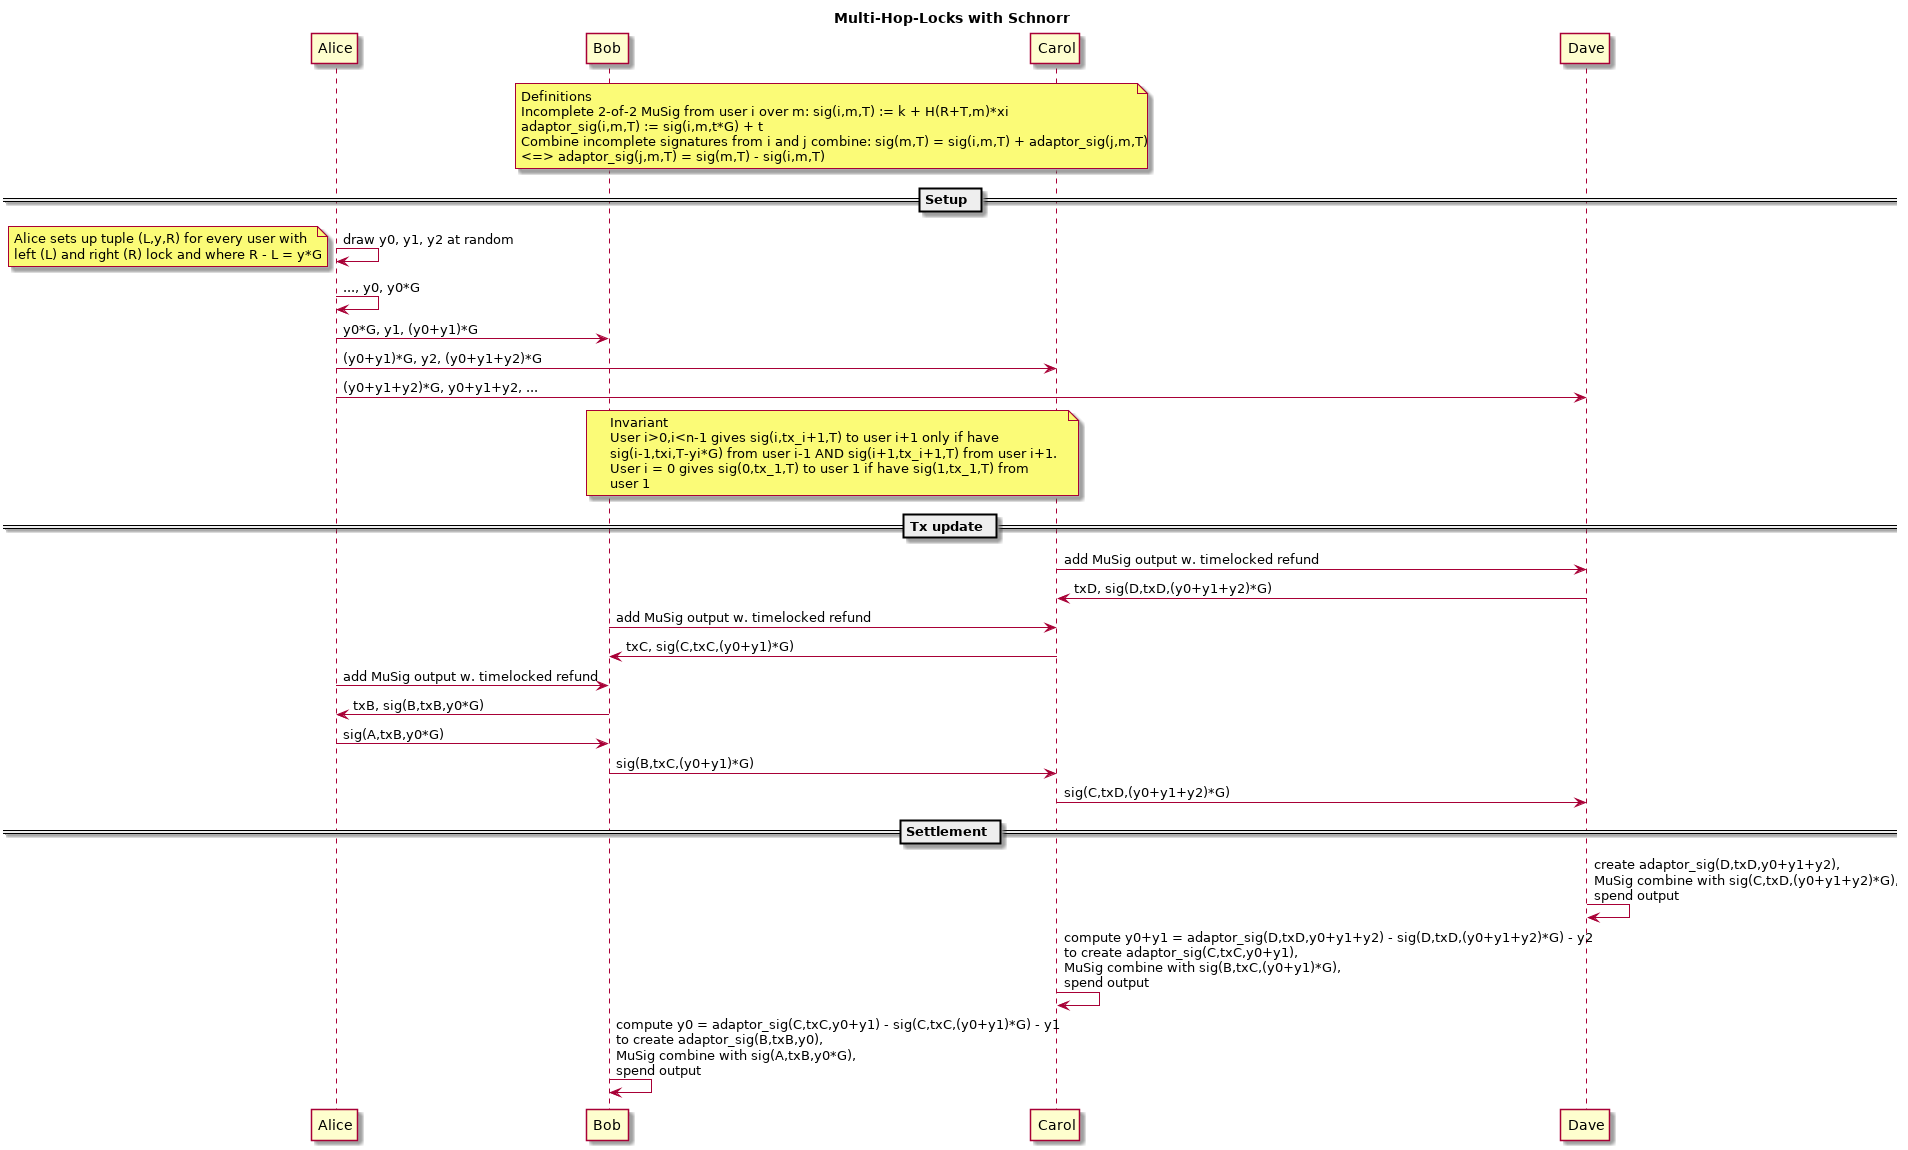 Multi-Hop-Locks with Schnorr
Alice
Bob
Carol
Dave
Definitions
Incomplete 2-of-2 MuSig from user i over m: sig(i,m,T) := k + H(R+T,m)*xi
adaptor_sig(i,m,T) := sig(i,m,t*G) + t
Combine incomplete signatures from i and j combine: sig(m,T) = sig(i,m,T) + adaptor_sig(j,m,T)
<=> adaptor_sig(j,m,T) = sig(m,T) - sig(i,m,T)
Setup
Alice sets up tuple (L,y,R) for every user with
left (L) and right (R) lock and where R - L = y*G
draw y0, y1, y2 at random
..., y0, y0*G
y0*G, y1, (y0+y1)*G
(y0+y1)*G, y2, (y0+y1+y2)*G
(y0+y1+y2)*G, y0+y1+y2, ...
Invariant
User i>0,i<n-1 gives sig(i,tx_i+1,T) to user i+1 only if have
sig(i-1,txi,T-yi*G) from user i-1 AND sig(i+1,tx_i+1,T) from user i+1.
User i = 0 gives sig(0,tx_1,T) to user 1 if have sig(1,tx_1,T) from
user 1
Tx update
add MuSig output w. timelocked refund
txD, sig(D,txD,(y0+y1+y2)*G)
add MuSig output w. timelocked refund
txC, sig(C,txC,(y0+y1)*G)
add MuSig output w. timelocked refund
txB, sig(B,txB,y0*G)
sig(A,txB,y0*G)
sig(B,txC,(y0+y1)*G)
sig(C,txD,(y0+y1+y2)*G)
Settlement
create adaptor_sig(D,txD,y0+y1+y2),
MuSig combine with sig(C,txD,(y0+y1+y2)*G),
spend output
compute y0+y1 = adaptor_sig(D,txD,y0+y1+y2) - sig(D,txD,(y0+y1+y2)*G) - y2
to create adaptor_sig(C,txC,y0+y1),
MuSig combine with sig(B,txC,(y0+y1)*G),
spend output
compute y0 = adaptor_sig(C,txC,y0+y1) - sig(C,txC,(y0+y1)*G) - y1
to create adaptor_sig(B,txB,y0),
MuSig combine with sig(A,txB,y0*G),
spend output
Alice
Bob
Carol
Dave